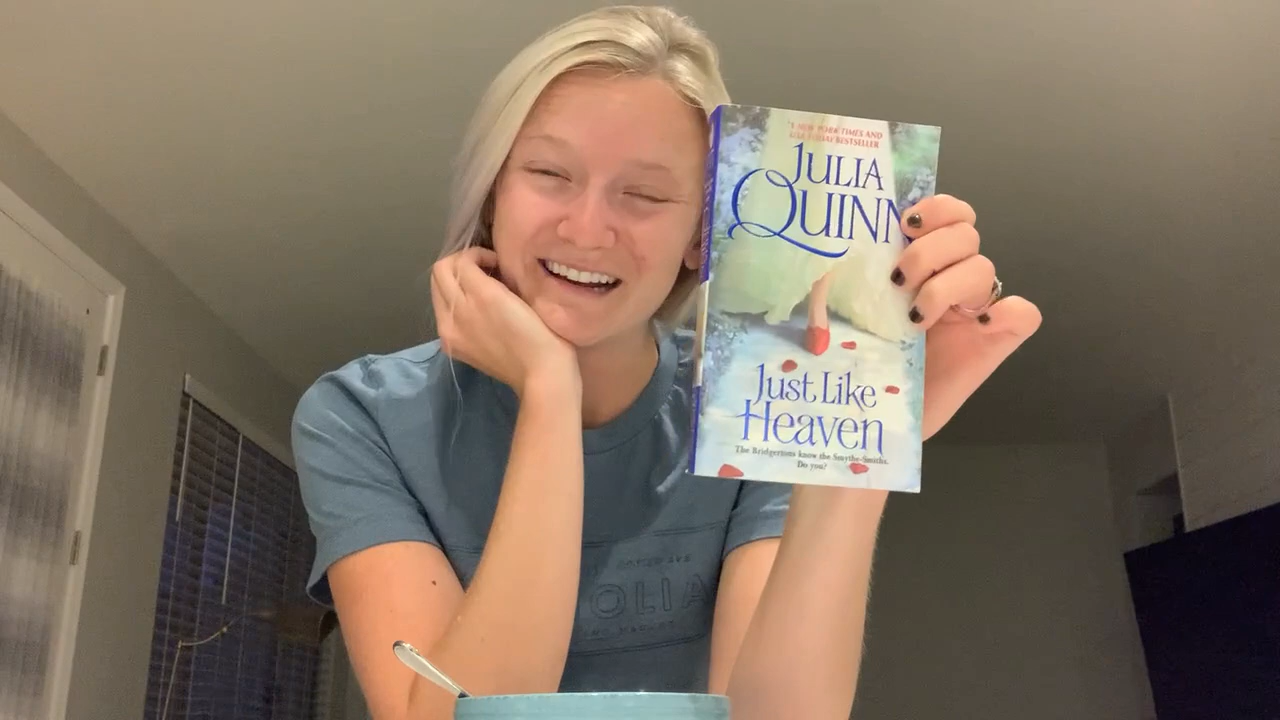 #1 NEW YORK TIMES AND
USA TODAY BESTSELLER
JULIA
QUINN
Just Like
Heaven
The Bridgertons know the Smythe-Smiths.
Do you?
OLIA